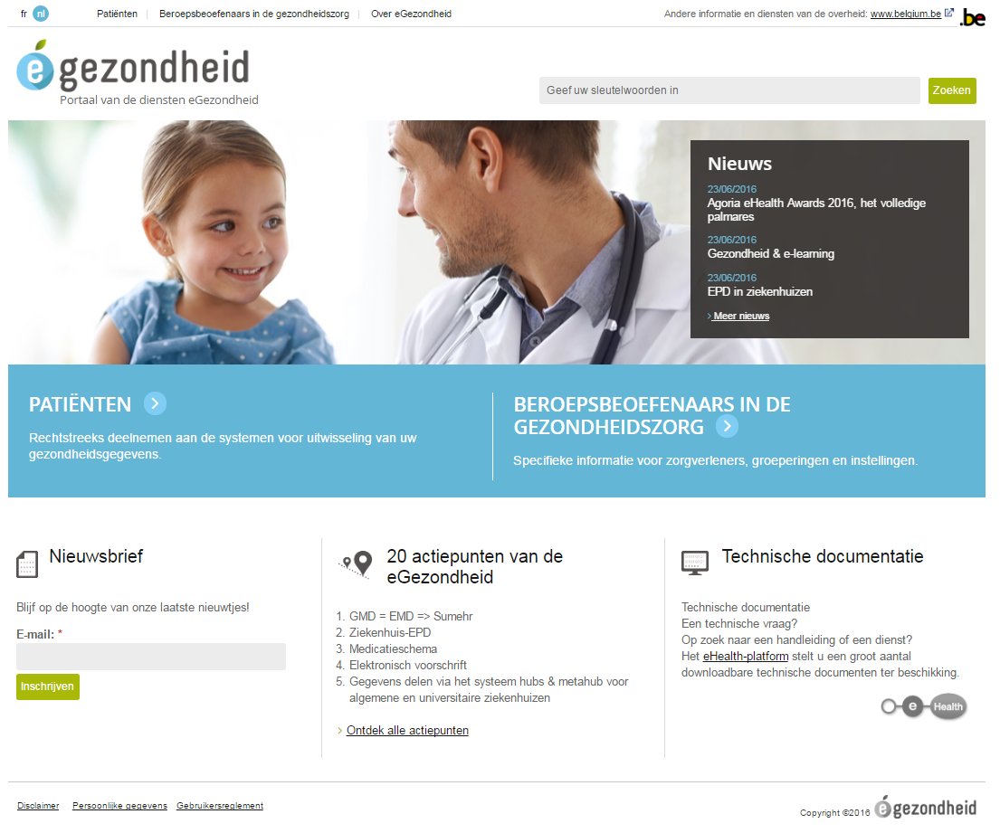 fr nl Patiënten Beroepsbeoefenaars in de gezondheidszorg Over eGezondheid Andere informatie en diensten van de overheid: www.belgium.be .be
é gezondheid
Portaal van de diensten eGezondheid
Geef uw sleutelwoorden in Zoeken
Nieuws
23/06/2016
Agoria eHealth Awards 2016, het volledige
palmares
23/06/2016
Gezondheid & e-learning
23/06/2016
EPD in ziekenhuizen
› Meer nieuws
PATIËNTEN
Rechtstreeks deelnemen aan de systemen voor uitwisseling van uw
gezondheidsgegevens.
BEROEPSBEOEFENAARS IN DE
GEZONDHEIDSZORG
Specifieke informatie voor zorgverleners, groeperingen en instellingen.
Nieuwsbrief
Blijf op de hoogte van onze laatste nieuwtjes!
E-mail: *
Inschrijven
20 actiepunten van de
eGezondheid
1. GMD = EMD => Sumehr
2. Ziekenhuis-EPD
3. Medicatieschema
4. Elektronisch voorschrift
5. Gegevens delen via het systeem hubs & metahub voor
algemene en universitaire ziekenhuizen
› Ontdek alle actiepunten
Technische documentatie
Technische documentatie
Een technische vraag?
Op zoek naar een handleiding of een dienst?
Het eHealth-platform stelt u een groot aantal
downloadbare technische documenten ter beschikking.
e Health
Disclaimer Persoonlijke gegevens Gebruikersreglement
Copyright ©2016 é gezondheid